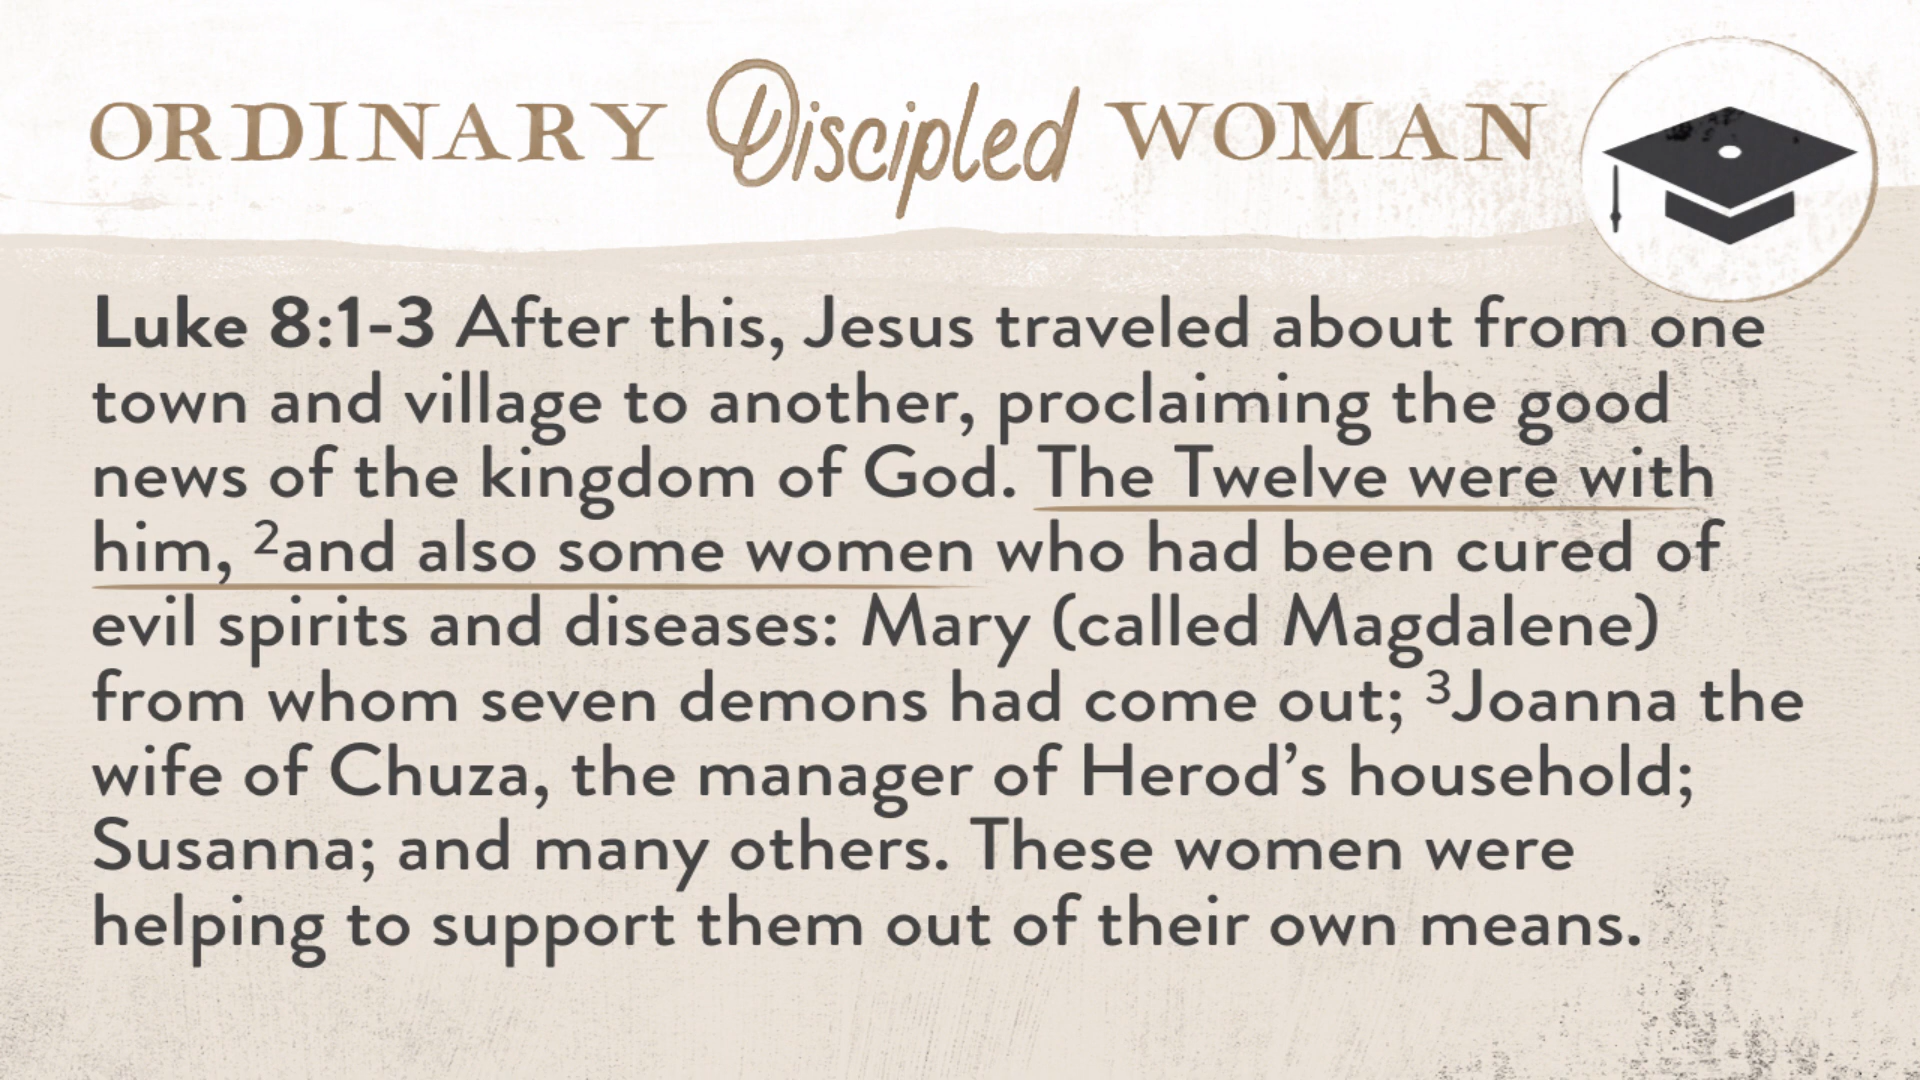 ORDINARY Discipled WOMAN
Luke 8:1-3 After this, Jesus traveled about from one
town and village to another, proclaiming the good
news of the kingdom of God. The Twelve were with
him, ²and also some women who had been cured of
evil spirits and diseases: Mary (called Magdalene)
from whom seven demons had come out; ³Joanna the
wife of Chuza, the manager of Herod’s household;
Susanna; and many others. These women were
helping to support them out of their own means.